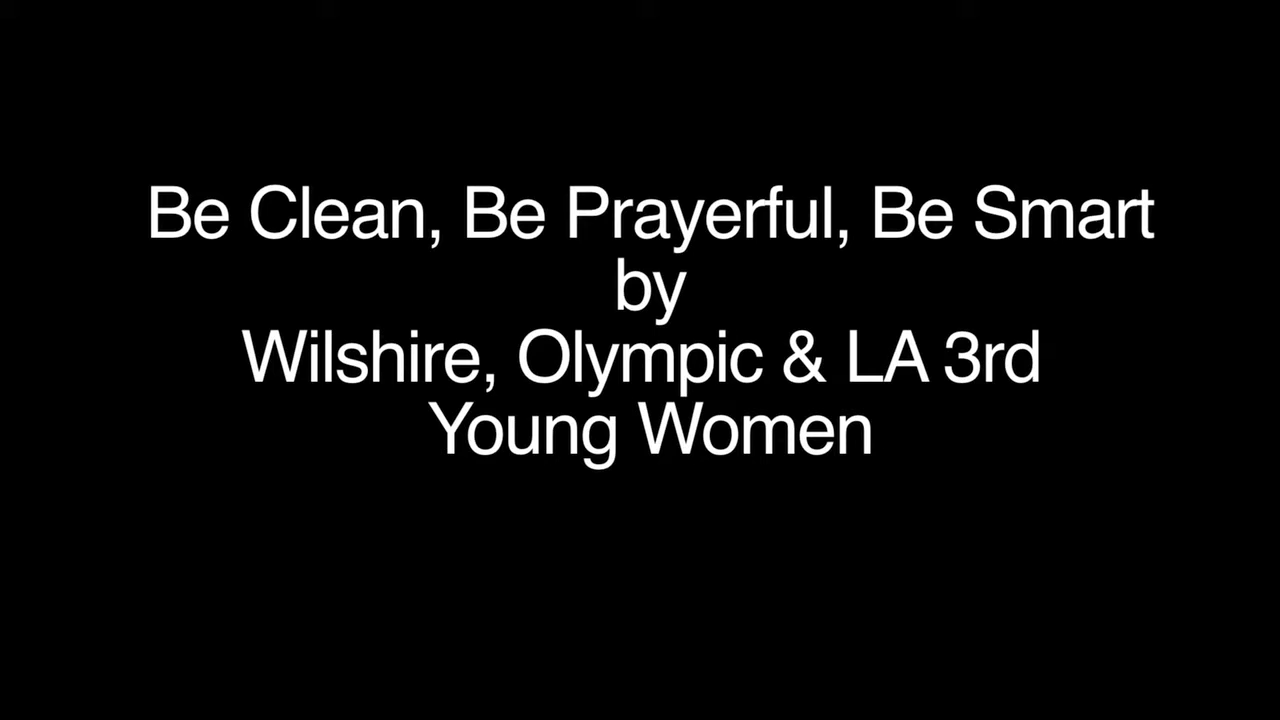 Be Clean, Be Prayerful, Be Smart
by
Wilshire, Olympic & LA 3rd
Young Women